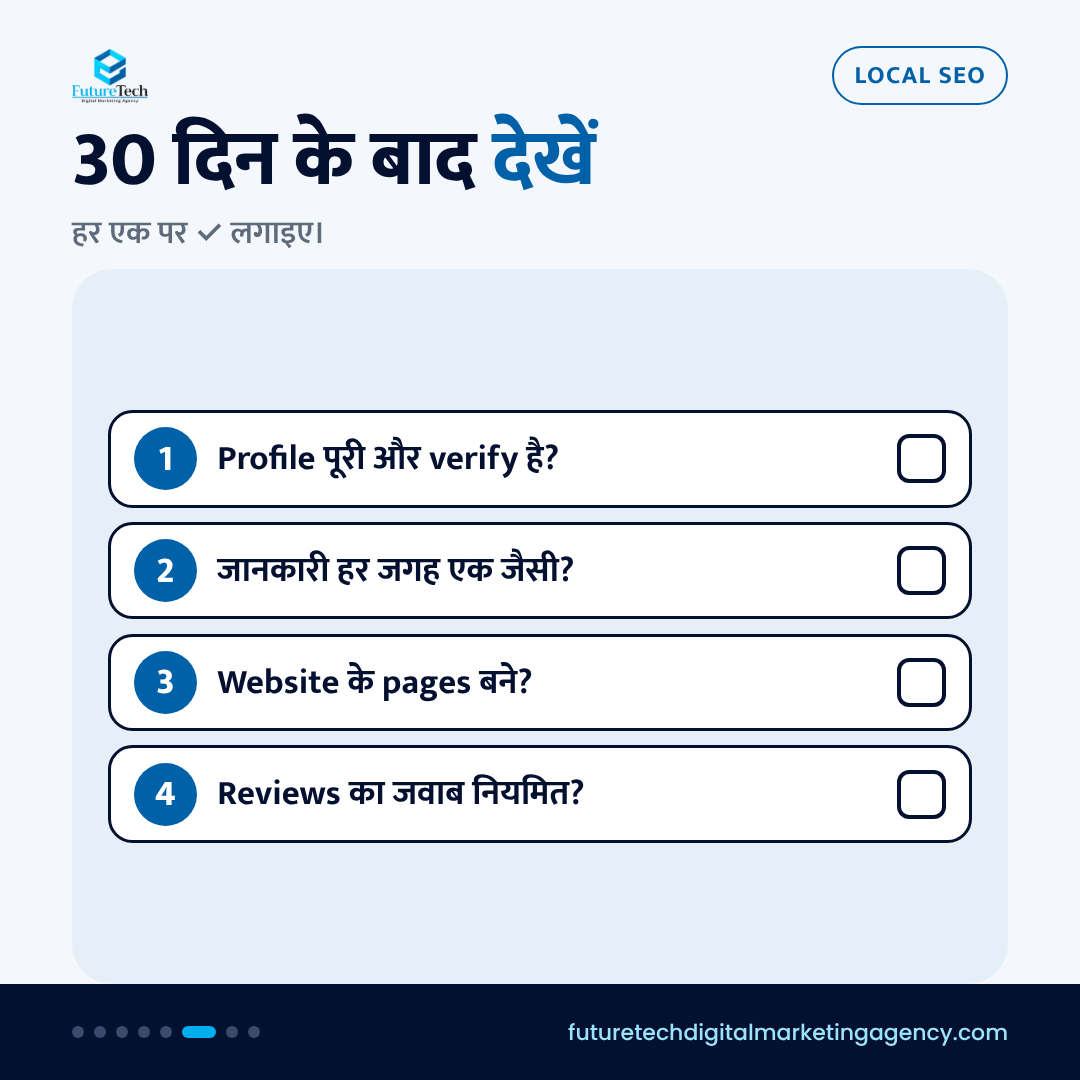 FutureTech
Digital Marketing Agency
LOCAL SEO
30 दिन के बाद देखें
हर एक पर ✓ लगाइए।
1 Profile पूरी और verify है?
2 जानकारी हर जगह एक जैसी?
3 Website के pages बने?
4 Reviews का जवाब नियमित?
futuretechdigitalmarketingagency.com